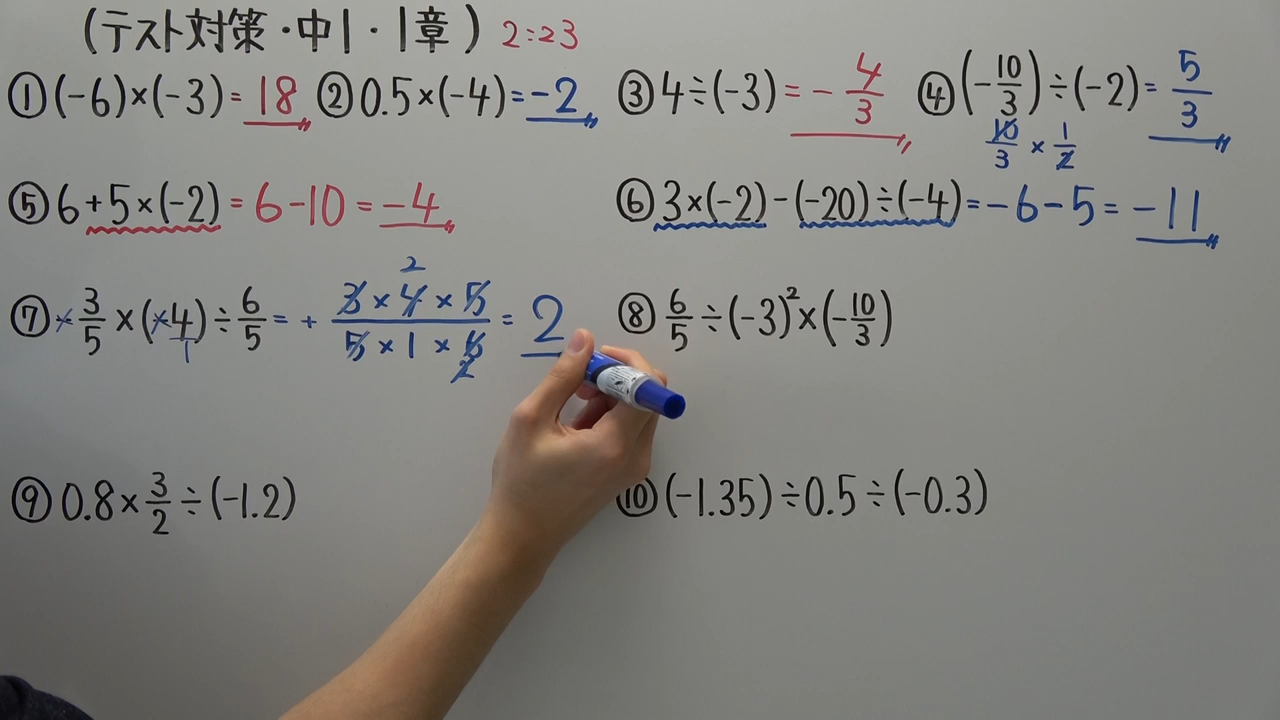 (テスト対策・中1・1章) 2:23
①(-6)×(-3)=18 ②0.5×(-4)=-2 ③4÷(-3)=-4/3 ④(-10/3)÷(-2)=5/3
10/3×1/2
⑤6+5×(-2)=6-10=-4 ⑥3×(-2)-(-20)÷(-4)=-6-5=-11
⑦-3/5×(-4)÷6/5=+3×4×5/5×1×6=2 ⑧6/5÷(-3)²×(-10/3)
⑨0.8×3/2÷(-1.2) ⑩(-1.35)÷0.5÷(-0.3)